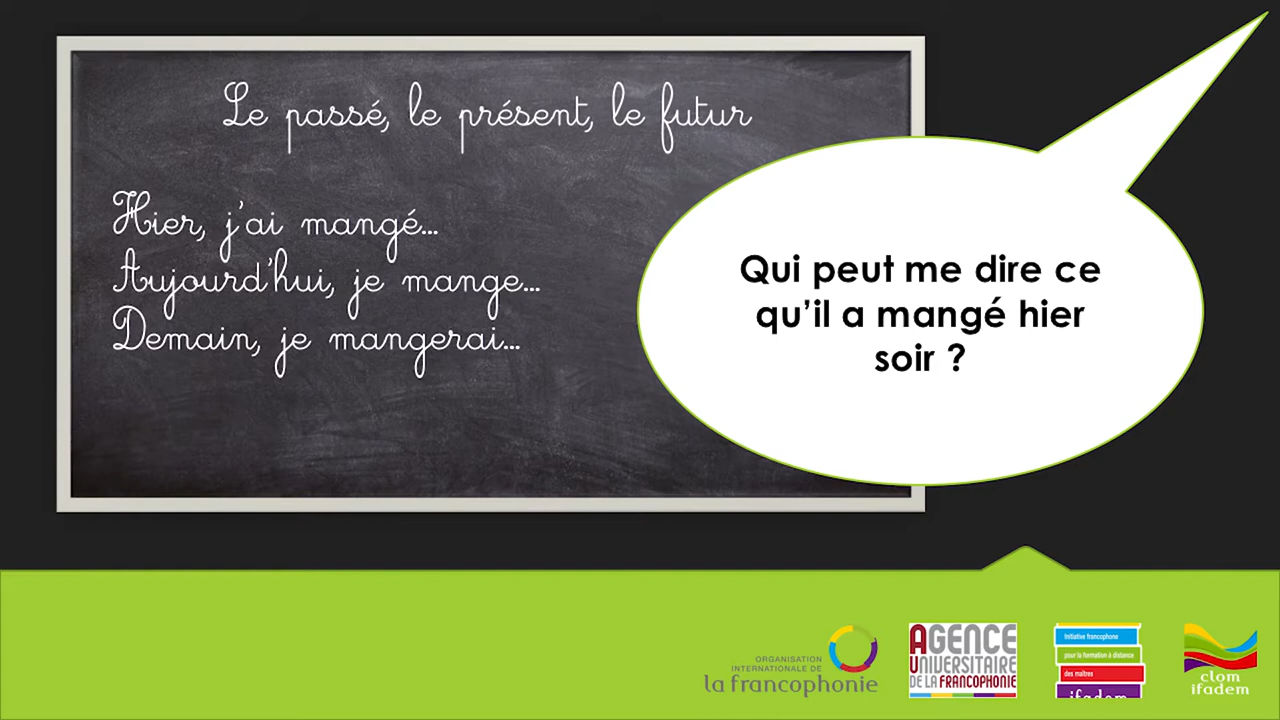 Le passé, le présent, le futur
Hier, j'ai mangé...
Aujourd'hui, je mange...
Demain, je mangerai...
Qui peut me dire ce
qu'il a mangé hier
soir ?
ORGANISATION
INTERNATIONALE DE
la francophonie
AGENCE
UNIVERSITAIRE
DE LA FRANCOPHONIE
Initiative francophone
pour la formation à distance
des maîtres
ifadem
clom
ifadem